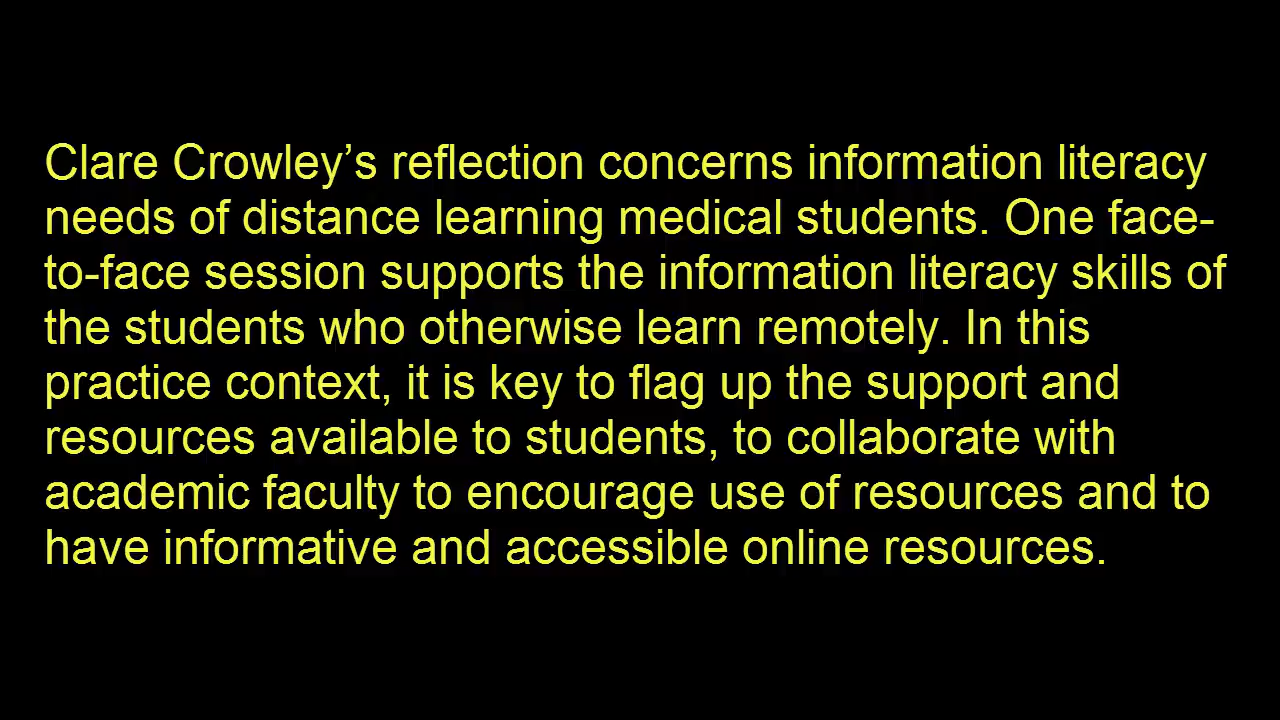 Clare Crowley’s reflection concerns information literacy
needs of distance learning medical students. One face-
to-face session supports the information literacy skills of
the students who otherwise learn remotely. In this
practice context, it is key to flag up the support and
resources available to students, to collaborate with
academic faculty to encourage use of resources and to
have informative and accessible online resources.